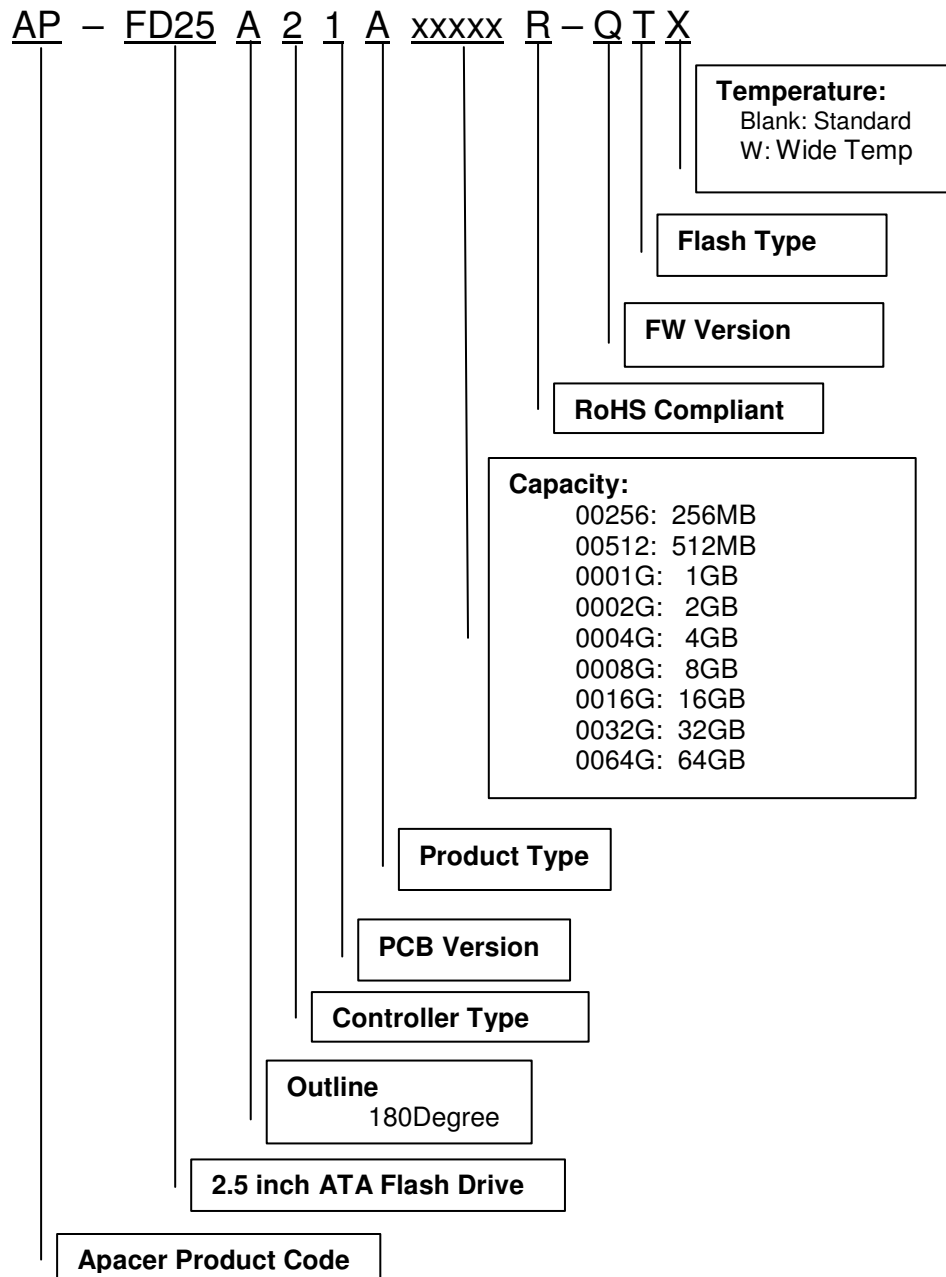 AP – FD25 A 2 1 A xxxxx R – Q T X
Temperature:
Blank: Standard
W: Wide Temp
Flash Type
FW Version
RoHS Compliant
Capacity:
00256: 256MB
00512: 512MB
0001G: 1GB
0002G: 2GB
0004G: 4GB
0008G: 8GB
0016G: 16GB
0032G: 32GB
0064G: 64GB
Product Type
PCB Version
Controller Type
Outline
180Degree
2.5 inch ATA Flash Drive
Apacer Product Code